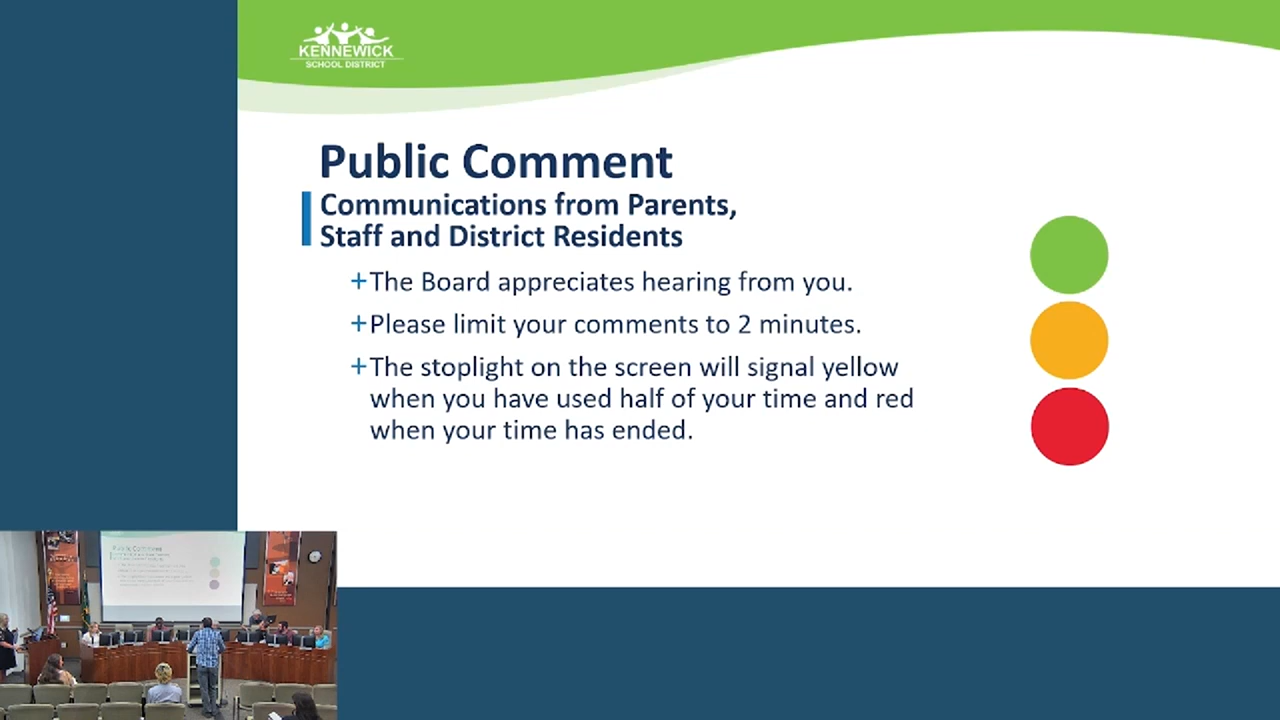 KENNEWICK
SCHOOL DISTRICT
Public Comment
Communications from Parents,
Staff and District Residents
+The Board appreciates hearing from you.
+Please limit your comments to 2 minutes.
+The stoplight on the screen will signal yellow
when you have used half of your time and red
when your time has ended.
Public Comment